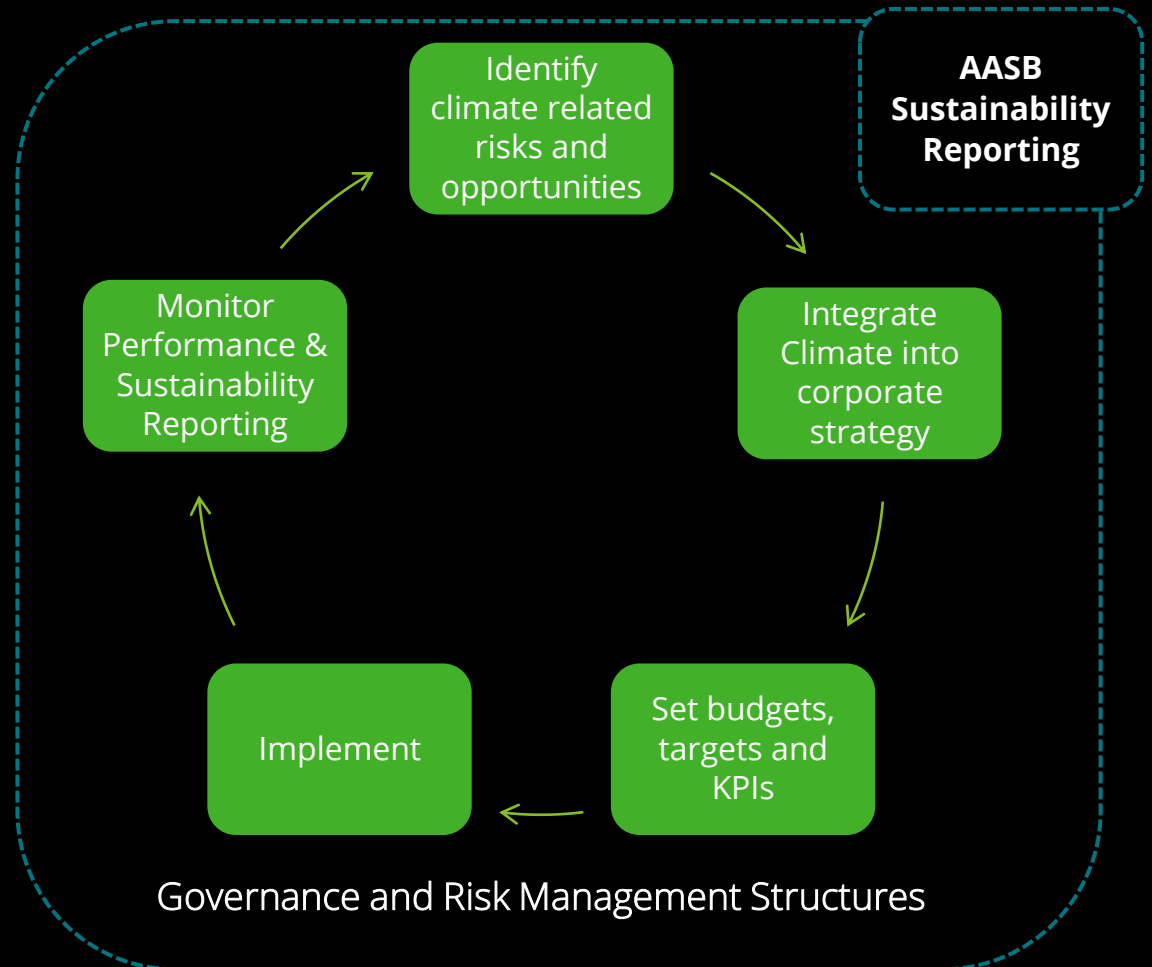 AASB
Sustainability
Reporting
Identify
climate related
risks and
opportunities
Integrate
Climate into
corporate
strategy
Set budgets,
targets and
KPIs
Implement
Monitor
Performance &
Sustainability
Reporting
Governance and Risk Management Structures